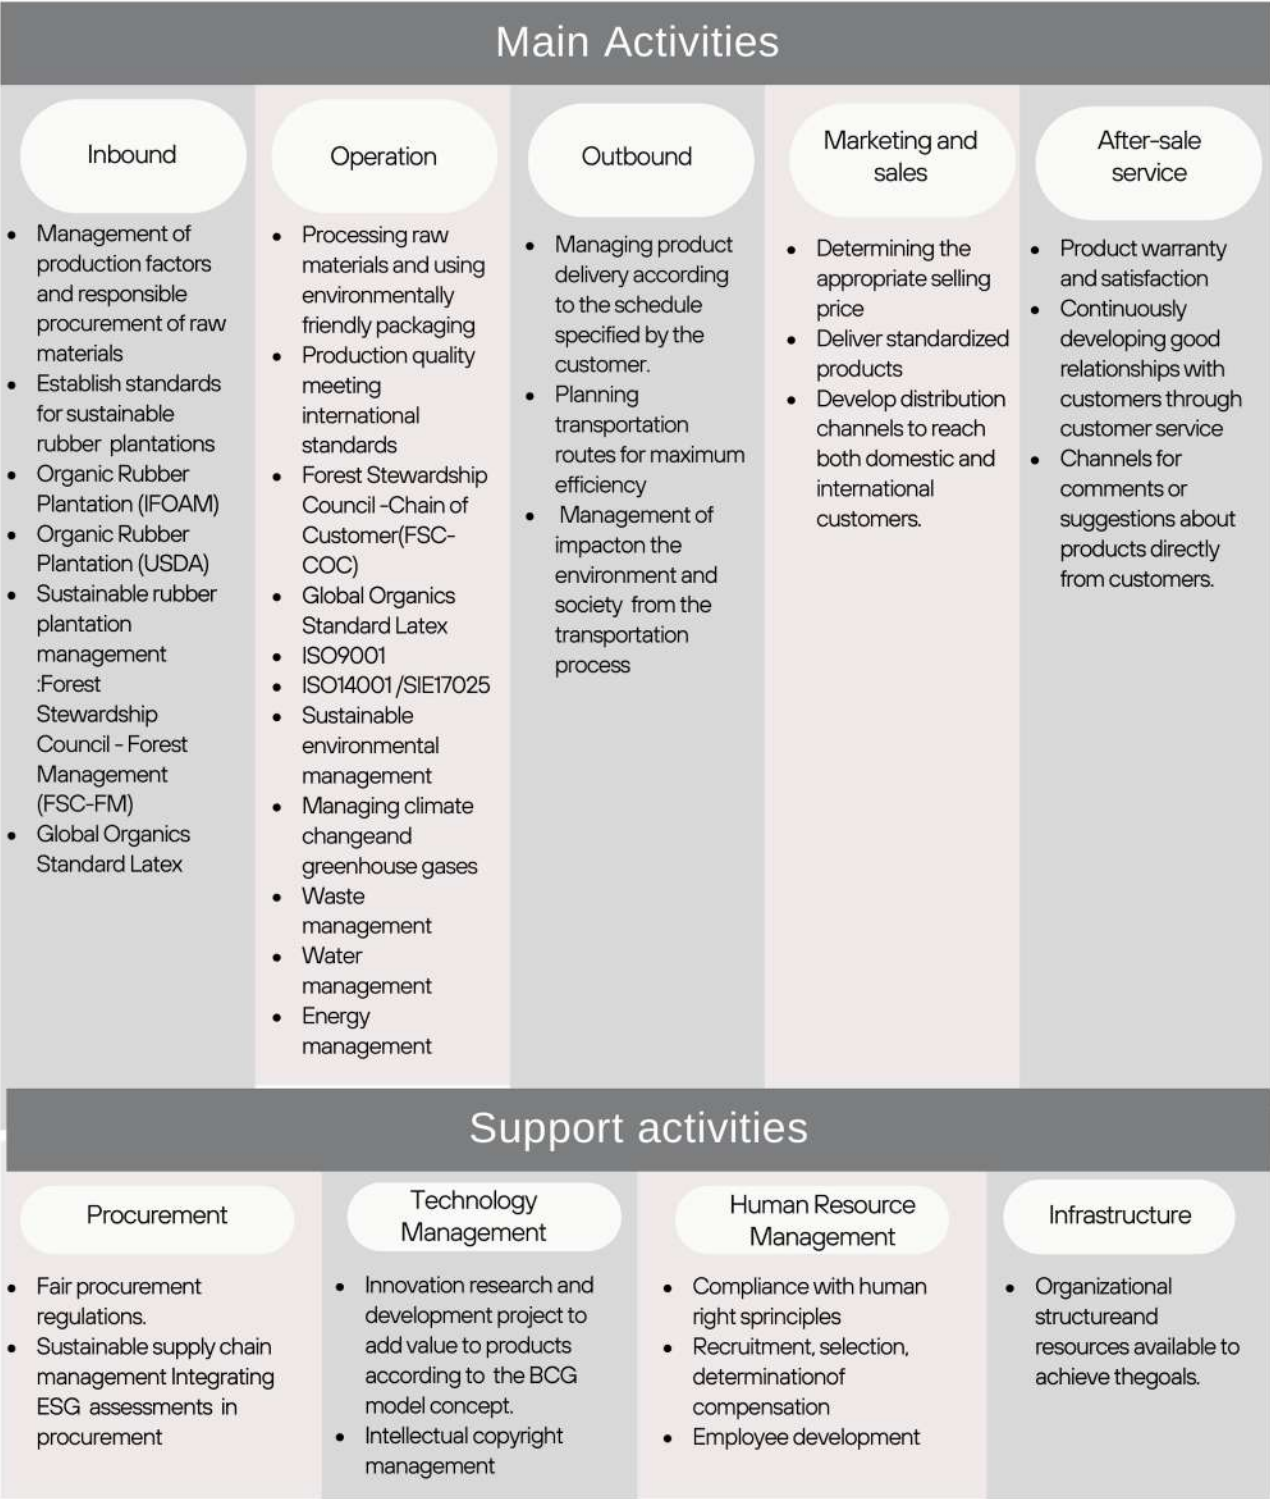 Main Activities
Inbound
• Management of
production factors
and responsible
procurement of raw
materials
• Establish standards
for sustainable
rubber plantations
• Organic Rubber
Plantation (IFOAM)
• Organic Rubber
Plantation (USDA)
• Sustainable rubber
plantation
management
:Forest
Stewardship
Council - Forest
Management
(FSC-FM)
• Global Organics
Standard Latex
Operation
• Processing raw
materials and using
environmentally
friendly packaging
• Production quality
meeting
international
standards
• Forest Stewardship
Council -Chain of
Customer(FSC-
COC)
• Global Organics
Standard Latex
• ISO9001
• ISO14001 /SIE17025
• Sustainable
environmental
management
• Managing climate
changeand
greenhouse gases
• Waste
management
• Water
management
• Energy
management
Outbound
• Managing product
delivery according
to the schedule
specified by the
customer.
• Planning
transportation
routes for maximum
efficiency
• Management of
impacton the
environment and
society from the
transportation
process
Marketing and
sales
• Determining the
appropriate selling
price
• Deliver standardized
products
• Develop distribution
channels to reach
both domestic and
international
customers.
After-sale
service
• Product warranty
and satisfaction
• Continuously
developing good
relationships with
customers through
customer service
• Channels for
comments or
suggestions about
products directly
from customers.
Support activities
Procurement
• Fair procurement
regulations.
• Sustainable supply chain
management Integrating
ESG assessments in
procurement
Technology
Management
• Innovation research and
development project to
add value to products
according to the BCG
model concept.
• Intellectual copyright
management
Human Resource
Management
• Compliance with human
right sprinciples
• Recruitment, selection,
determinationof
compensation
• Employee development
Infrastructure
• Organizational
structureand
resources available to
achieve thegoals.